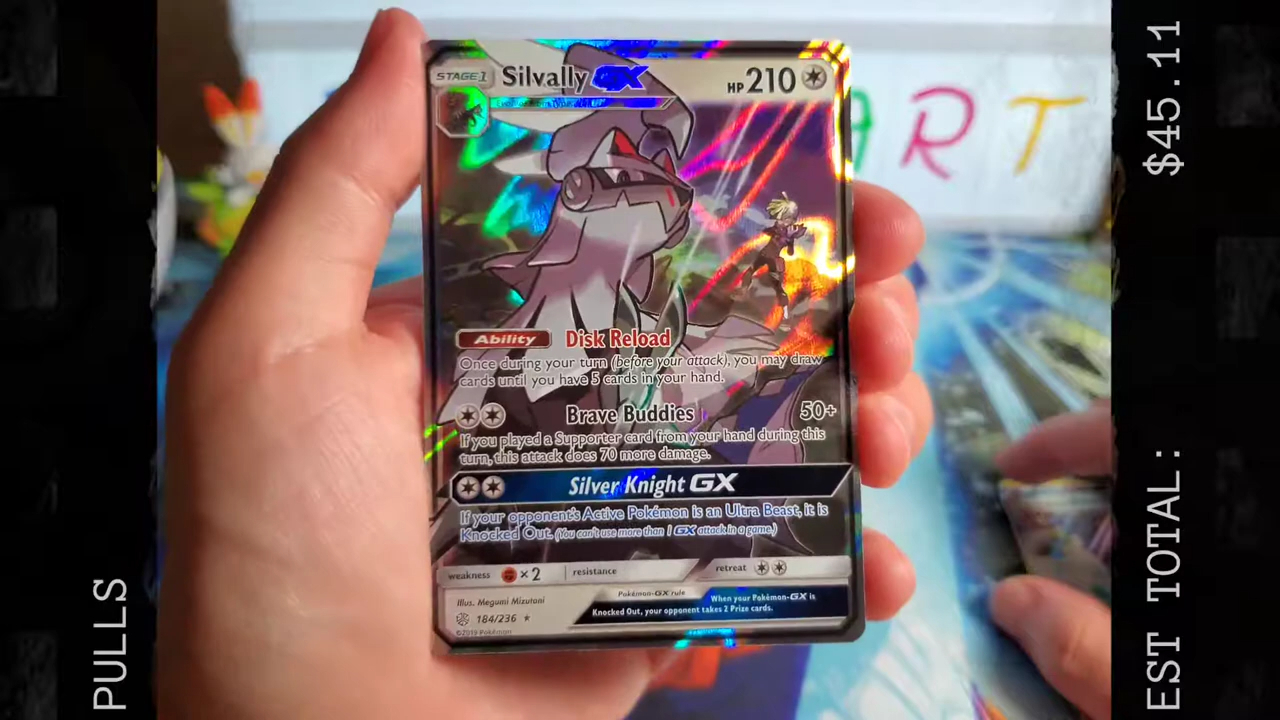 STAGE 1 Silvally GX HP 210
Ability Disk Reload
Once during your turn (before your attack), you may draw
cards until you have 5 cards in your hand.
Brave Buddies 50+
If you played a Supporter card from your hand during this
turn, this attack does 70 more damage.
Silver Knight GX
If your opponent's Active Pokémon is an Ultra Beast, it is
Knocked Out. (You can't use more than 1 GX attack in a game.)
weakness ×2 resistance retreat
Illus. Megumi Mizutani
184/236
©2019 Pokémon
Pokémon-GX rule
When your Pokémon-GX is
Knocked Out, your opponent takes 2 Prize cards.
ART
PULLS
EST TOTAL: $45.11